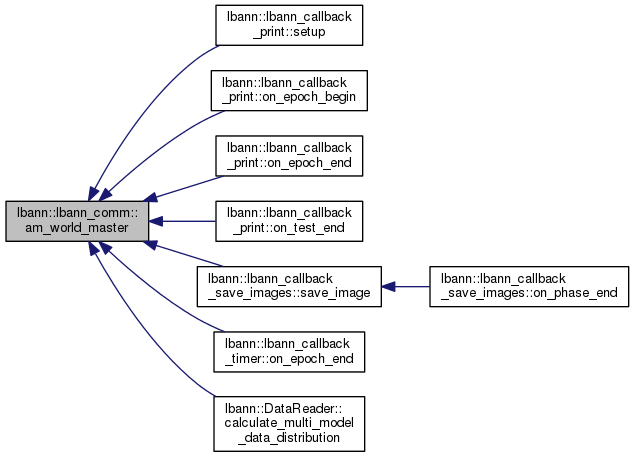 lbann::lbann_callback
_print::setup
lbann::lbann_callback
_print::on_epoch_begin
lbann::lbann_callback
_print::on_epoch_end
lbann::lbann_comm::
am_world_master
lbann::lbann_callback
_print::on_test_end
lbann::lbann_callback
_save_images::save_image
lbann::lbann_callback
_save_images::on_phase_end
lbann::lbann_callback
_timer::on_epoch_end
lbann::DataReader::
calculate_multi_model
_data_distribution